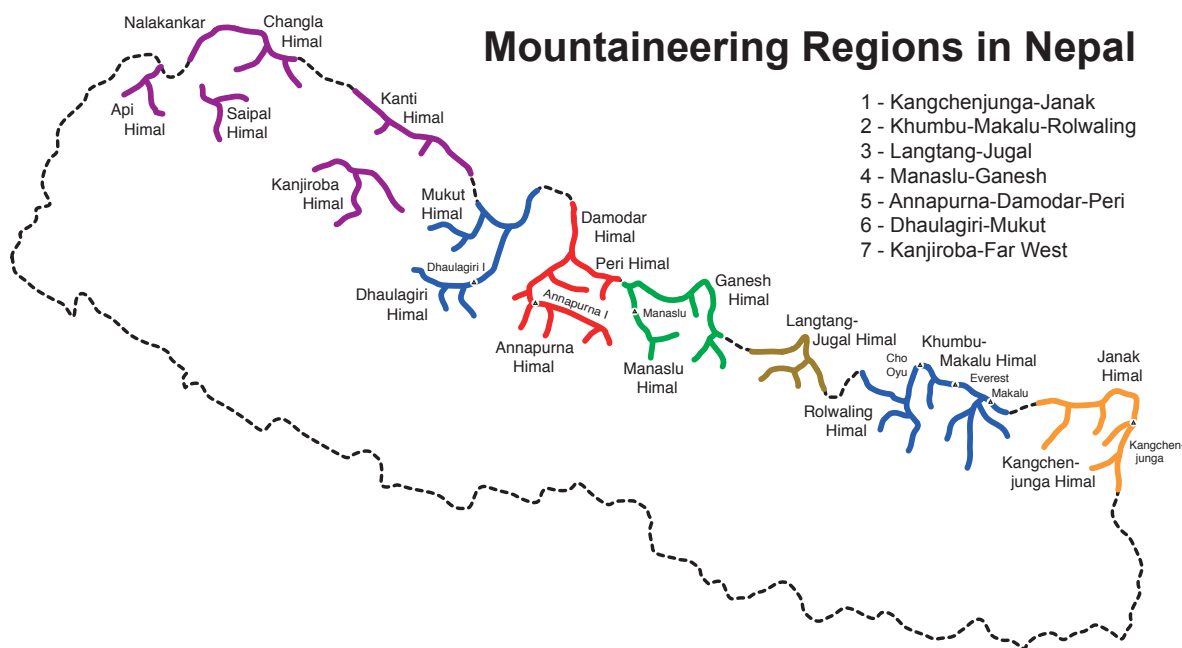 Mountaineering Regions in Nepal
1 - Kangchenjunga-Janak
2 - Khumbu-Makalu-Rolwaling
3 - Langtang-Jugal
4 - Manaslu-Ganesh
5 - Annapurna-Damodar-Peri
6 - Dhaulagiri-Mukut
7 - Kanjiroba-Far West
Nalakankar
Changla
Himal
Api
Himal
Saipal
Himal
Kanti
Himal
Kanjiroba
Himal
Mukut
Himal
Dhaulagiri I
Dhaulagiri
Himal
Damodar
Himal
Peri Himal
Annapurna I
Annapurna
Himal
Manaslu
Manaslu
Himal
Ganesh
Himal
Langtang-
Jugal Himal
Rolwaling
Himal
Cho
Oyu
Khumbu-
Makalu Himal
Everest
Makalu
Janak
Himal
Kangchen-
junga
Kangchen-
junga Himal